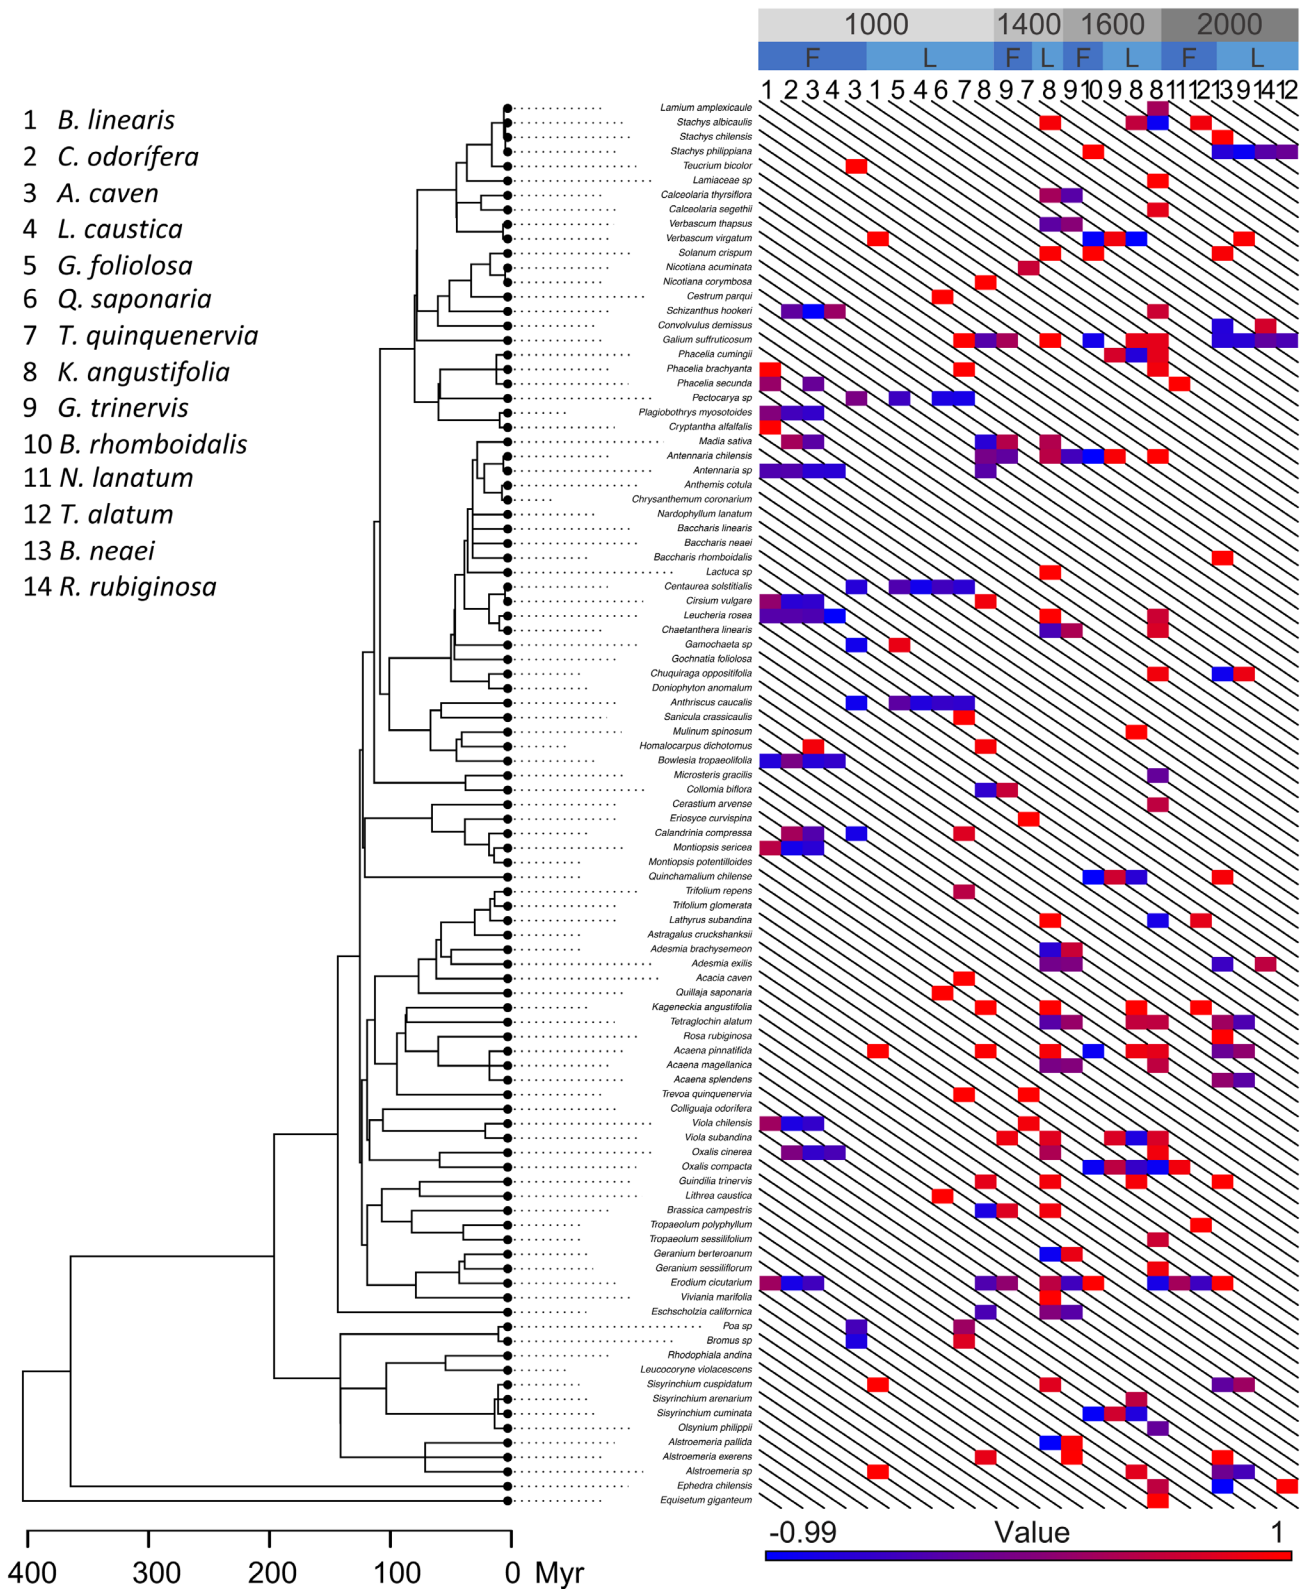 1000 1400 1600 2000
F L F L F L F L
1 2 3 4 3 1 5 4 6 7 8 9 7 8 9 10 9 8 8 11 12 13 9 14 12
1 B. linearis
2 C. odorífera
3 A. caven
4 L. caustica
5 G. foliolosa
6 Q. saponaria
7 T. quinquenervia
8 K. angustifolia
9 G. trinervis
10 B. rhomboidalis
11 N. lanatum
12 T. alatum
13 B. neaei
14 R. rubiginosa
Lamium amplexicaule
Stachys albicaulis
Stachys chilensis
Stachys philippiana
Teucrium bicolor
Lamiaceae sp
Calceolaria thyrsiflora
Calceolaria segethii
Verbascum thapsus
Verbascum virgatum
Solanum crispum
Nicotiana acuminata
Nicotiana corymbosa
Cestrum parqui
Schizanthus hookeri
Convolvulus demissus
Galium suffruticosum
Phacelia cumingii
Phacelia brachyanta
Phacelia secunda
Pectocarya sp
Plagiobothrys myosotoides
Cryptantha alfalfalis
Madia sativa
Antennaria chilensis
Antennaria sp
Anthemis cotula
Chrysanthemum coronarium
Nardophyllum lanatum
Baccharis linearis
Baccharis neaei
Baccharis rhomboidalis
Lactuca sp
Centaurea solstitialis
Cirsium vulgare
Leucheria rosea
Chaetanthera linearis
Gamochaeta sp
Gochnatia foliolosa
Chuquiraga oppositifolia
Doniophyton anomalum
Anthriscus caucalis
Sanicula crassicaulis
Mulinum spinosum
Homalocarpus dichotomus
Bowlesia tropaeolifolia
Microsteris gracilis
Collomia biflora
Cerastium arvense
Eriosyce curvispina
Calandrinia compressa
Montiopsis sericea
Montiopsis potentilloides
Quinchamalium chilense
Trifolium repens
Trifolium glomerata
Lathyrus subandina
Astragalus cruckshanksii
Adesmia brachysemeon
Adesmia exilis
Acacia caven
Quillaja saponaria
Kageneckia angustifolia
Tetraglochin alatum
Rosa rubiginosa
Acaena pinnatifida
Acaena magellanica
Acaena splendens
Trevoa quinquenervia
Colliguaja odorifera
Viola chilensis
Viola subandina
Oxalis cinerea
Oxalis compacta
Guindilia trinervis
Lithrea caustica
Brassica campestris
Tropaeolum polyphyllum
Tropaeolum sessilifolium
Geranium berteroanum
Geranium sessiliflorum
Erodium cicutarium
Viviania marifolia
Eschscholzia californica
Poa sp
Bromus sp
Rhodophiala andina
Leucocoryne violacescens
Sisyrinchium cuspidatum
Sisyrinchium arenarium
Sisyrinchium cuminata
Olsynium philippii
Alstroemeria pallida
Alstroemeria exerens
Alstroemeria sp
Ephedra chilensis
Equisetum giganteum
-0.99 Value 1
400 300 200 100 0 Myr